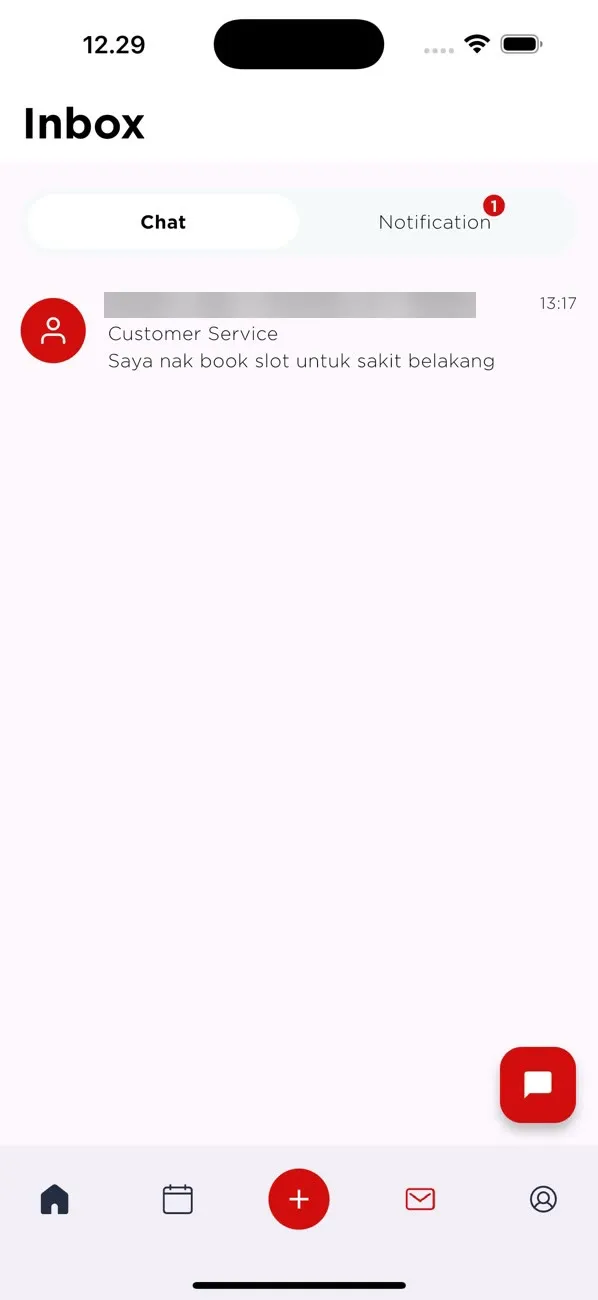 12.29
Inbox
Chat
Notification
1
13:17
Customer Service
Saya nak book slot untuk sakit belakang